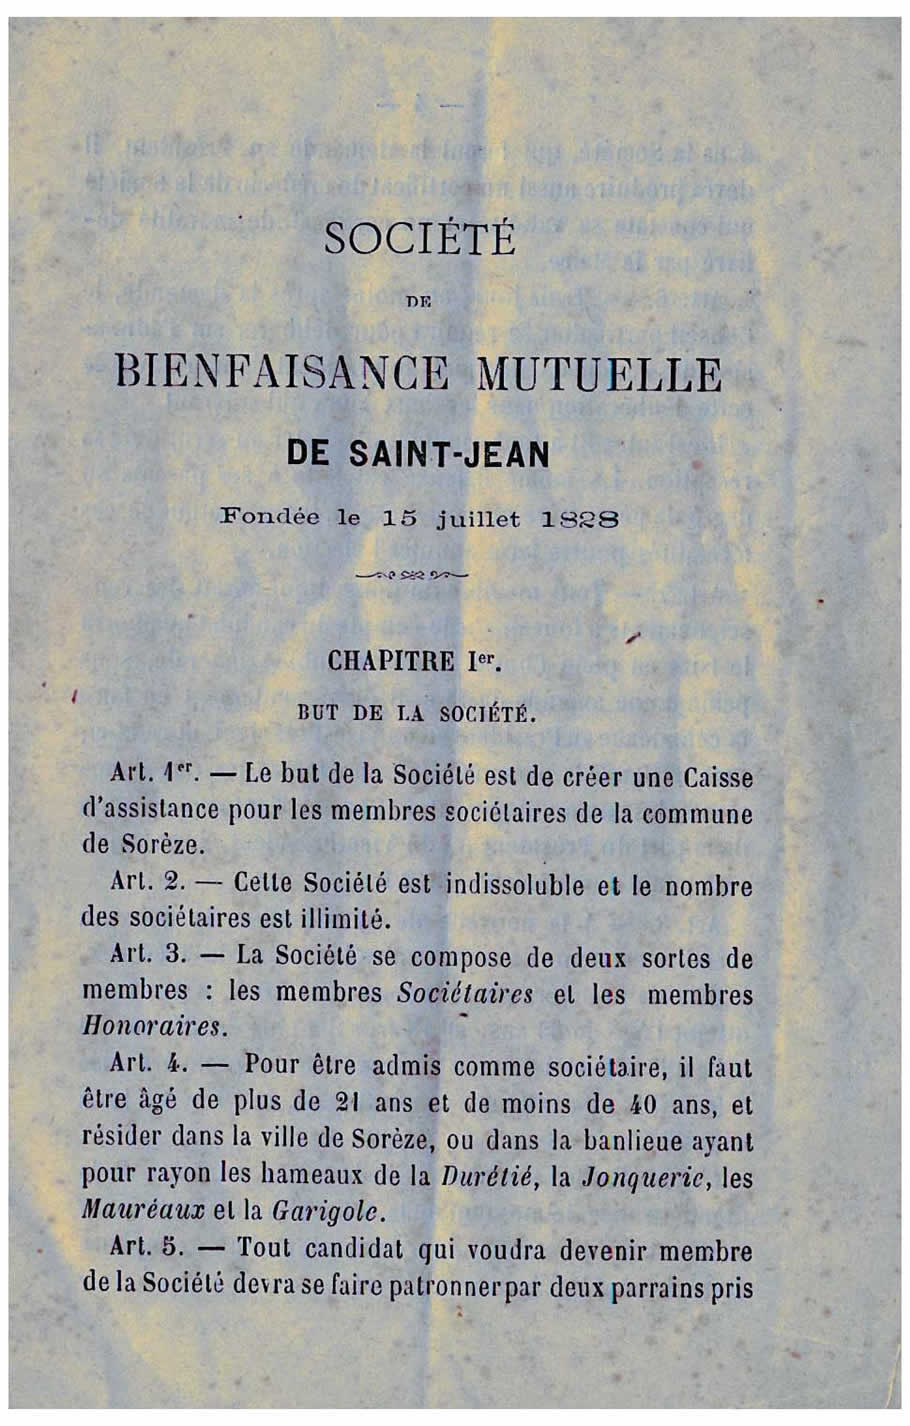 SOCIÉTÉ
DE
BIENFAISANCE MUTUELLE
DE SAINT-JEAN
Fondée le 15 juillet 1828
CHAPITRE Ier.
BUT DE LA SOCIÉTÉ.
Art. 1er. — Le but de la Société est de créer une Caisse
d'assistance pour les membres sociétaires de la commune
de Sorèze.
Art. 2. — Cette Société est indissoluble et le nombre
des sociétaires est illimité.
Art. 3. — La Société se compose de deux sortes de
membres : les membres Sociétaires et les membres
Honoraires.
Art. 4. — Pour être admis comme sociétaire, il faut
être âgé de plus de 21 ans et de moins de 40 ans, et
résider dans la ville de Sorèze, ou dans la banlieue ayant
pour rayon les hameaux de la Durétié, la Jonquerie, les
Mauréaux et la Garigole.
Art. 5. — Tout candidat qui voudra devenir membre
de la Société devra se faire patronner par deux parrains pris